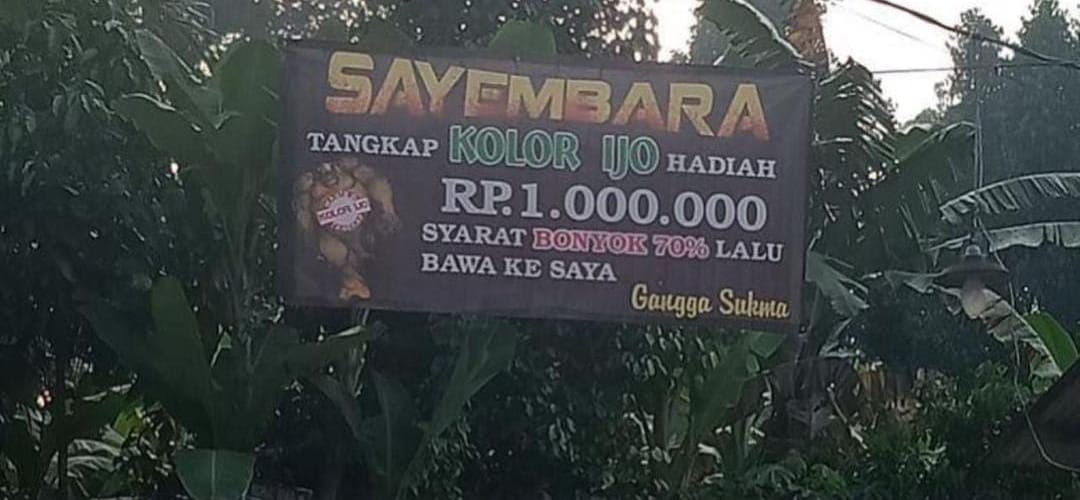 SAYEMBARA
TANGKAP KOLOR IJO HADIAH
RP.1.000.000
KOLOR IJO
SYARAT BONYOK 70% LALU
BAWA KE SAYA
Gangga Sukma